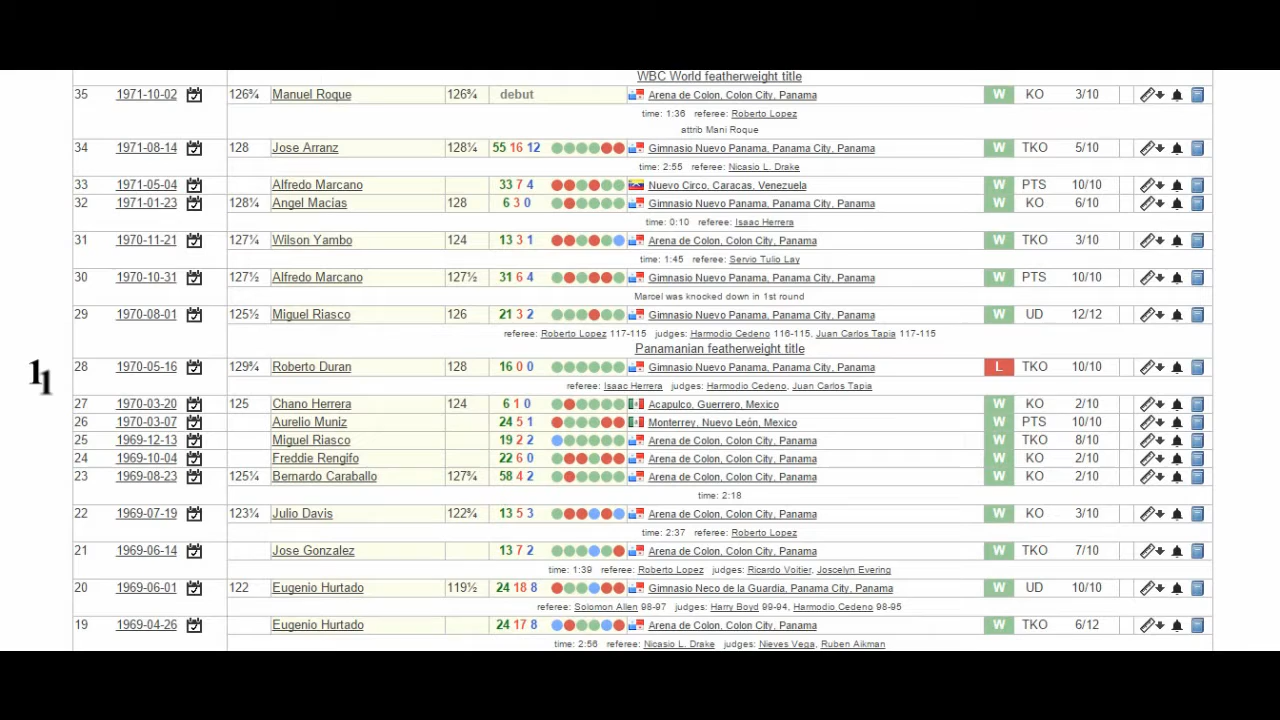 WBC World featherweight title
35 1971-10-02 126¾ Manuel Roque 126¾ debut Arena de Colon, Colon City, Panama W KO 3/10
time: 1:36 referee: Roberto Lopez
attrib Mani Roque
34 1971-08-14 128 Jose Arranz 128¼ 55 16 12 Gimnasio Nuevo Panama, Panama City, Panama W TKO 5/10
time: 2:55 referee: Nicasio L. Drake
33 1971-05-04 Alfredo Marcano 33 7 4 Nuevo Circo, Caracas, Venezuela W PTS 10/10
32 1971-01-23 128¼ Angel Macias 128 6 3 0 Gimnasio Nuevo Panama, Panama City, Panama W KO 6/10
time: 0:10 referee: Isaac Herrera
31 1970-11-21 127¼ Wilson Yambo 124 13 3 1 Arena de Colon, Colon City, Panama W TKO 3/10
time: 1:45 referee: Servio Tulio Lay
30 1970-10-31 127½ Alfredo Marcano 127½ 31 6 4 Gimnasio Nuevo Panama, Panama City, Panama W PTS 10/10
Marcel was knocked down in 1st round
29 1970-08-01 125½ Miguel Riasco 126 21 3 2 Gimnasio Nuevo Panama, Panama City, Panama W UD 12/12
referee: Roberto Lopez 117-115 judges: Harmodio Cedeno 116-115, Juan Carlos Tapia 117-115
Panamanian featherweight title
11 28 1970-05-16 129¾ Roberto Duran 128 16 0 0 Gimnasio Nuevo Panama, Panama City, Panama L TKO 10/10
referee: Isaac Herrera judges: Harmodio Cedeno, Juan Carlos Tapia
27 1970-03-20 125 Chano Herrera 124 6 1 0 Acapulco, Guerrero, Mexico W KO 2/10
26 1970-03-07 Aurelio Muniz 24 5 1 Monterrey, Nuevo León, Mexico W PTS 10/10
25 1969-12-13 Miguel Riasco 19 2 2 Arena de Colon, Colon City, Panama W TKO 8/10
24 1969-10-04 Freddie Rengifo 22 6 0 Arena de Colon, Colon City, Panama W KO 2/10
23 1969-08-23 125¼ Bernardo Caraballo 127¾ 58 4 2 Arena de Colon, Colon City, Panama W KO 2/10
time: 2:18
22 1969-07-19 123¼ Julio Davis 122¾ 13 5 3 Arena de Colon, Colon City, Panama W KO 3/10
time: 2:37 referee: Roberto Lopez
21 1969-06-14 Jose Gonzalez 13 7 2 Arena de Colon, Colon City, Panama W TKO 7/10
time: 1:39 referee: Roberto Lopez judges: Ricardo Voitier, Joscelyn Evering
20 1969-06-01 122 Eugenio Hurtado 119½ 24 18 8 Gimnasio Neco de la Guardia, Panama City, Panama W UD 10/10
referee: Solomon Allen 98-97 judges: Harry Boyd 99-94, Harmodio Cedeno 98-95
19 1969-04-26 Eugenio Hurtado 24 17 8 Arena de Colon, Colon City, Panama W TKO 6/12
time: 2:56 referee: Nicasio L. Drake judges: Nieves Vega, Ruben Aikman